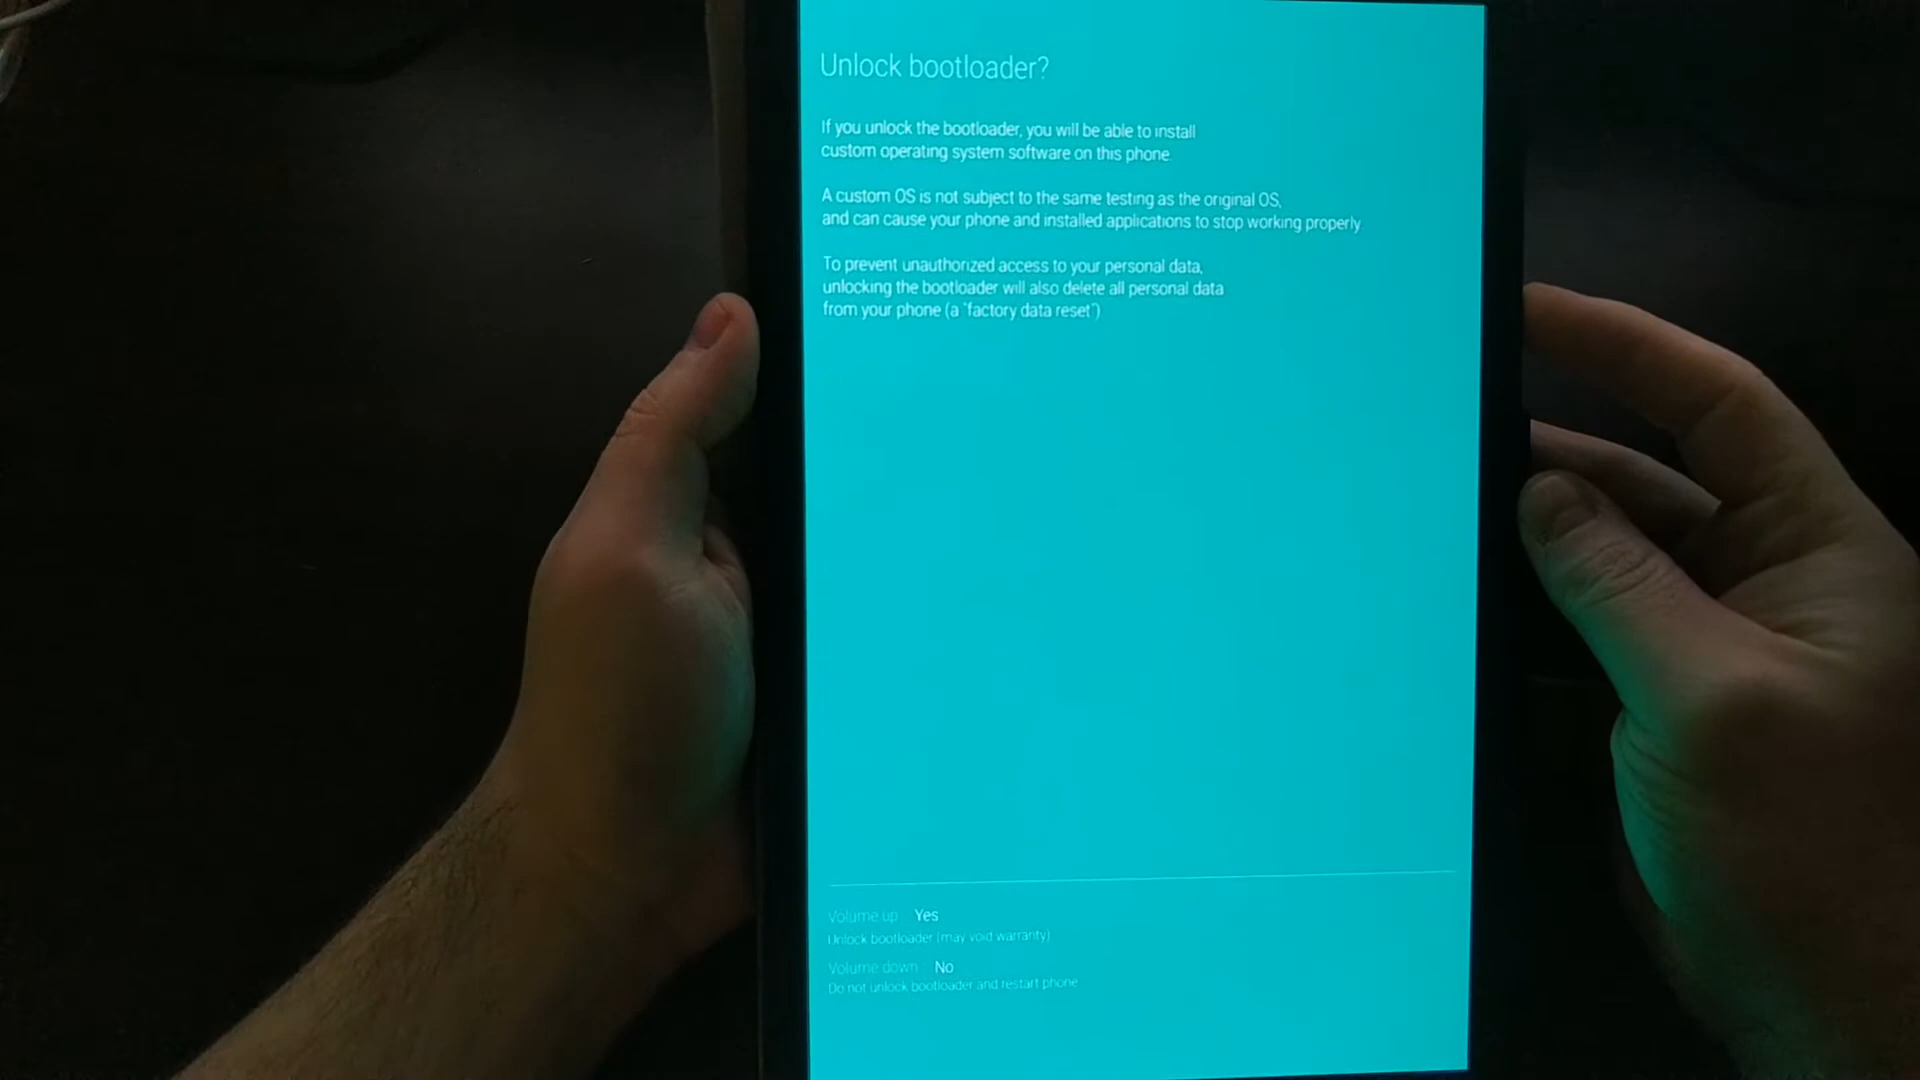 Unlock bootloader?
If you unlock the bootloader, you will be able to install
custom operating system software on this phone.
A custom OS is not subject to the same testing as the original OS,
and can cause your phone and installed applications to stop working properly.
To prevent unauthorized access to your personal data,
unlocking the bootloader will also delete all personal data
from your phone (a "factory data reset")
Volume up Yes
Unlock bootloader (may void warranty)
Volume down No
Do not unlock bootloader and restart phone